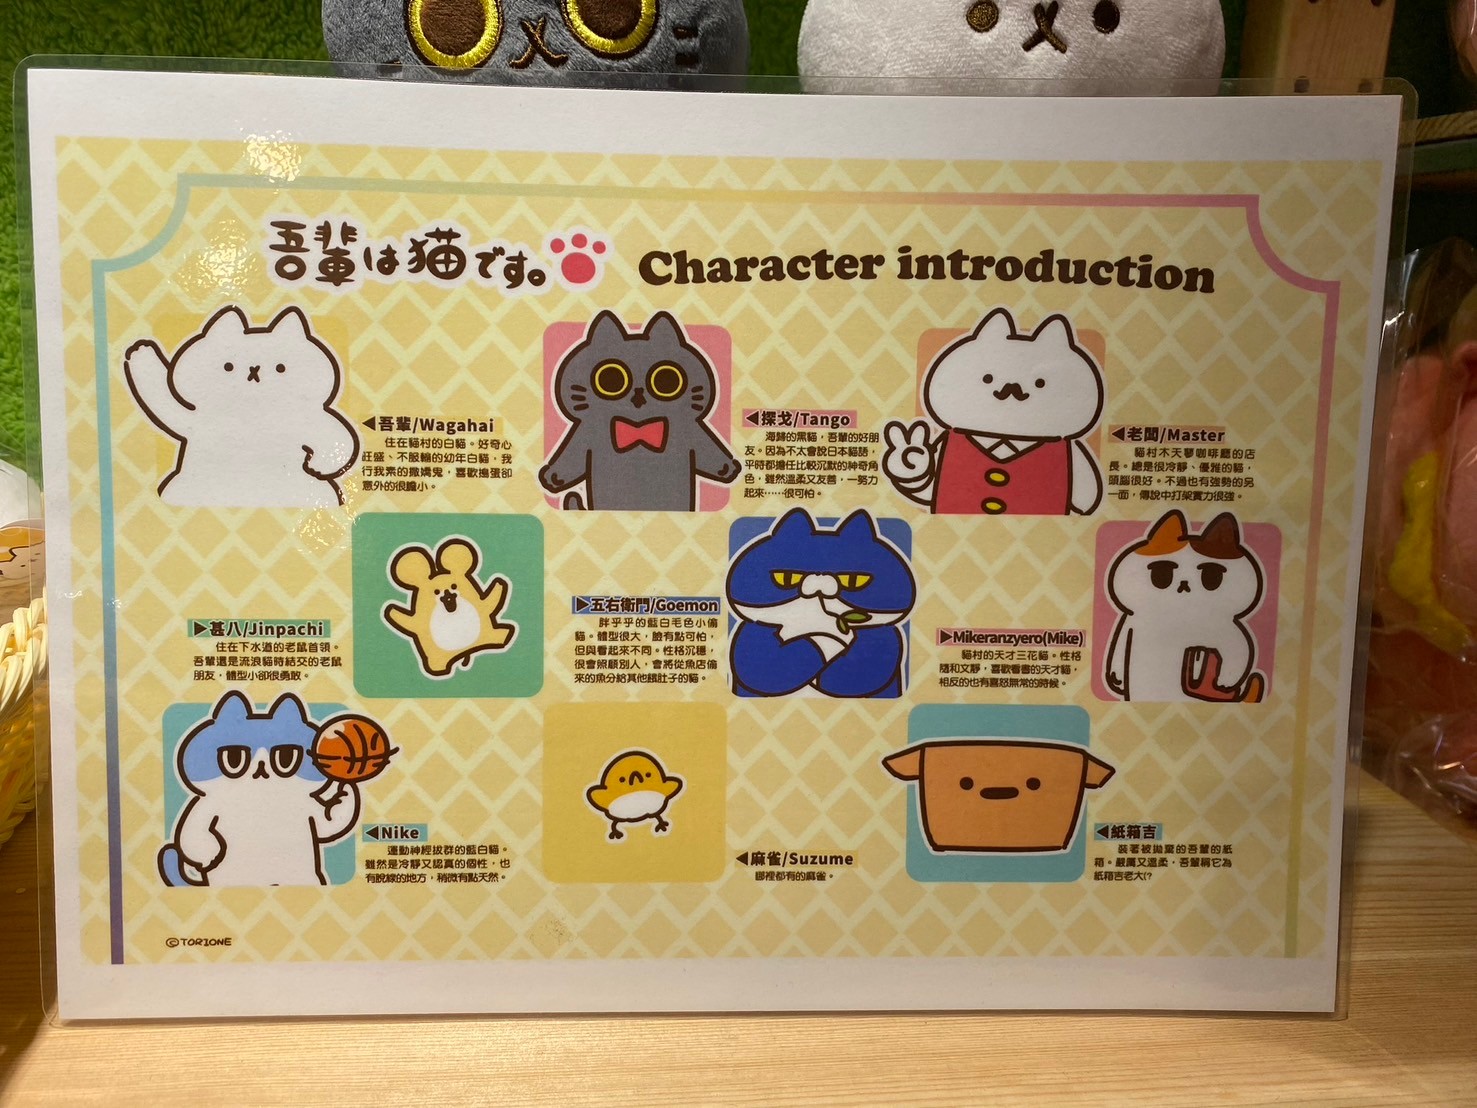 吾輩は猫です。
Character introduction
◀吾輩/Wagahai
住在貓村的白貓。好奇心
旺盛、不服輸的幼年白貓，我
行我素的撒嬌鬼，喜歡搗蛋卻
意外的很膽小。
◀探戈/Tango
海歸的黑貓，吾輩的好朋
友。因為不太會說日本貓語，
平時都擔任比較沉默的神奇角
色，雖然溫柔又友善，一努力
起來……很可怕。
◀老闆/Master
貓村木天蓼咖啡廳的店
長。總是很冷靜、優雅的貓，
頭腦很好。不過也有強勢的另
一面，傳說中打架實力很強。
▶甚八/Jinpachi
住在下水道的老鼠首領。
吾輩還是流浪貓時結交的老鼠
朋友，體型小卻很勇敢。
▶五右衛門/Goemon
胖乎乎的藍白毛色小偷
貓。體型很大，臉有點可怕，
但與看起來不同。性格沉穩，
很會照顧別人，會將從魚店偷
來的魚分給其他餓肚子的貓。
▶Mikeranzyero(Mike)
貓村的天才三花貓。性格
隨和文靜，喜歡看書的天才貓，
相反的也有喜怒無常的時候。
◀Nike
運動神經拔群的藍白貓。
雖然是冷靜又認真的個性，也
有脫線的地方，稍微有點天然。
◀麻雀/Suzume
哪裡都有的麻雀。
◀紙箱吉
裝著被拋棄的吾輩的紙
箱。嚴厲又溫柔，吾輩稱它為
紙箱吉老大!?
©TORIONE